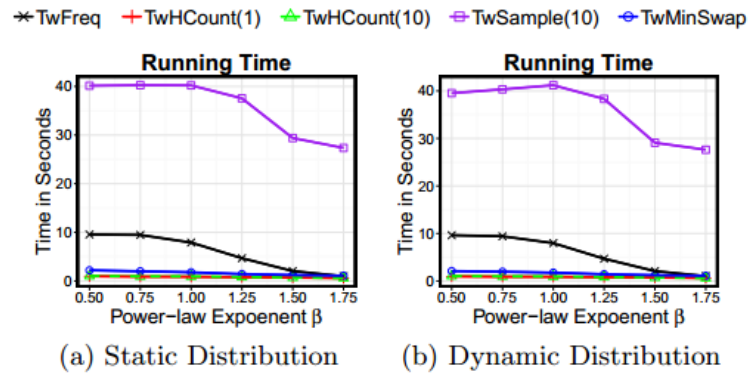 TwFreq TwHCount(1) TwHCount(10) TwSample(10) TwMinSwap
Running Time
Time in Seconds
40
30
20
10
0
0.50 0.75 1.00 1.25 1.50 1.75
Power-law Expoenent β
(a) Static Distribution
Running Time
Time in Seconds
40
30
20
10
0
0.50 0.75 1.00 1.25 1.50 1.75
Power-law Expoenent β
(b) Dynamic Distribution